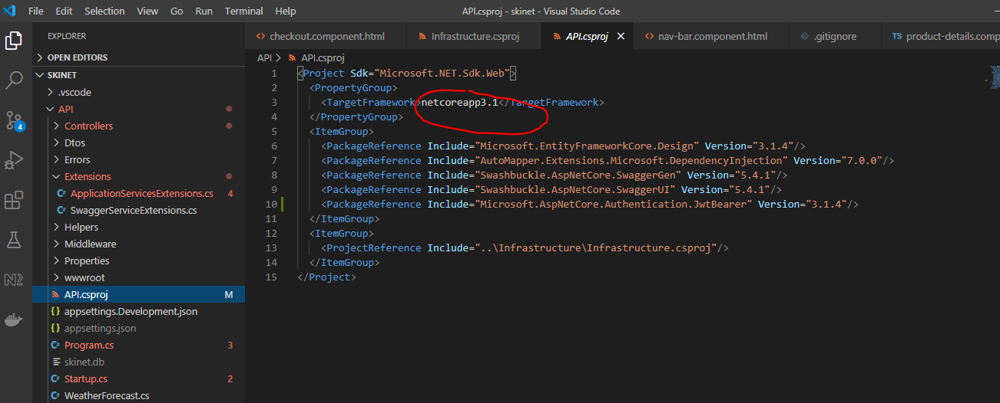 File Edit Selection View Go Run Terminal Help API.csproj - skinet - Visual Studio Code
EXPLORER
OPEN EDITORS
SKINET
.vscode
API
Controllers
Dtos
Errors
Extensions
C# ApplicationServicesExtensions.cs 4
C# SwaggerServiceExtensions.cs
Helpers
Middleware
Properties
wwwroot
API.csproj M
{} appsettings.Development.json
{} appsettings.json
C# Program.cs 3
skinet.db
C# Startup.cs 2
C# WeatherForecast.cs
4
N2
<> checkout.component.html Infrastructure.csproj API.csproj <> nav-bar.component.html .gitignore TS product-details.comp
API > API.csproj
1 <Project Sdk="Microsoft.NET.Sdk.Web">
2 <PropertyGroup>
3 <TargetFramework>netcoreapp3.1</TargetFramework>
4 </PropertyGroup>
5 <ItemGroup>
6 <PackageReference Include="Microsoft.EntityFrameworkCore.Design" Version="3.1.4"/>
7 <PackageReference Include="AutoMapper.Extensions.Microsoft.DependencyInjection" Version="7.0.0"/>
8 <PackageReference Include="Swashbuckle.AspNetCore.SwaggerGen" Version="5.4.1"/>
9 <PackageReference Include="Swashbuckle.AspNetCore.SwaggerUI" Version="5.4.1"/>
10 <PackageReference Include="Microsoft.AspNetCore.Authentication.JwtBearer" Version="3.1.4"/>
11 </ItemGroup>
12 <ItemGroup>
13 <ProjectReference Include="..\Infrastructure\Infrastructure.csproj"/>
14 </ItemGroup>
15 </Project>